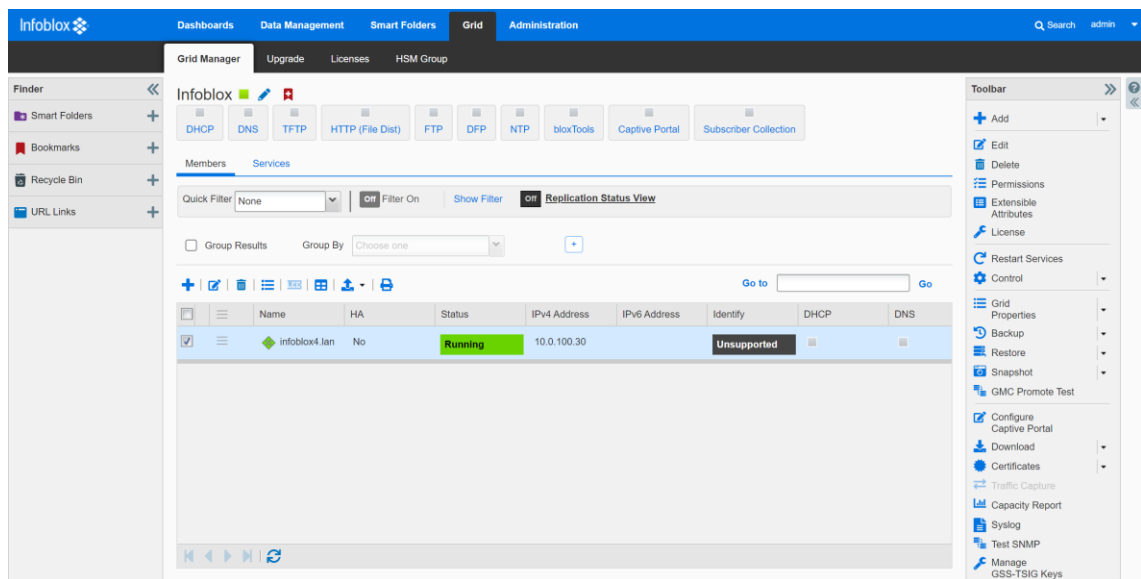 Infoblox
Dashboards Data Management Smart Folders Grid Administration
Search admin
Grid Manager Upgrade Licenses HSM Group
Finder
Smart Folders
Bookmarks
Recycle Bin
URL Links
Infoblox
DHCP DNS TFTP HTTP (File Dist) FTP DFP NTP bloxTools Captive Portal Subscriber Collection
Members Services
Quick Filter None Off Filter On Show Filter Off Replication Status View
Group Results Group By Choose one
Go to Go
Name HA Status IPv4 Address IPv6 Address Identify DHCP DNS
infoblox4.lan No Running 10.0.100.30 Unsupported
Toolbar
Add
Edit
Delete
Permissions
Extensible
Attributes
License
Restart Services
Control
Grid
Properties
Backup
Restore
Snapshot
GMC Promote Test
Configure
Captive Portal
Download
Certificates
Traffic Capture
Capacity Report
Syslog
Test SNMP
Manage
GSS-TSIG Keys